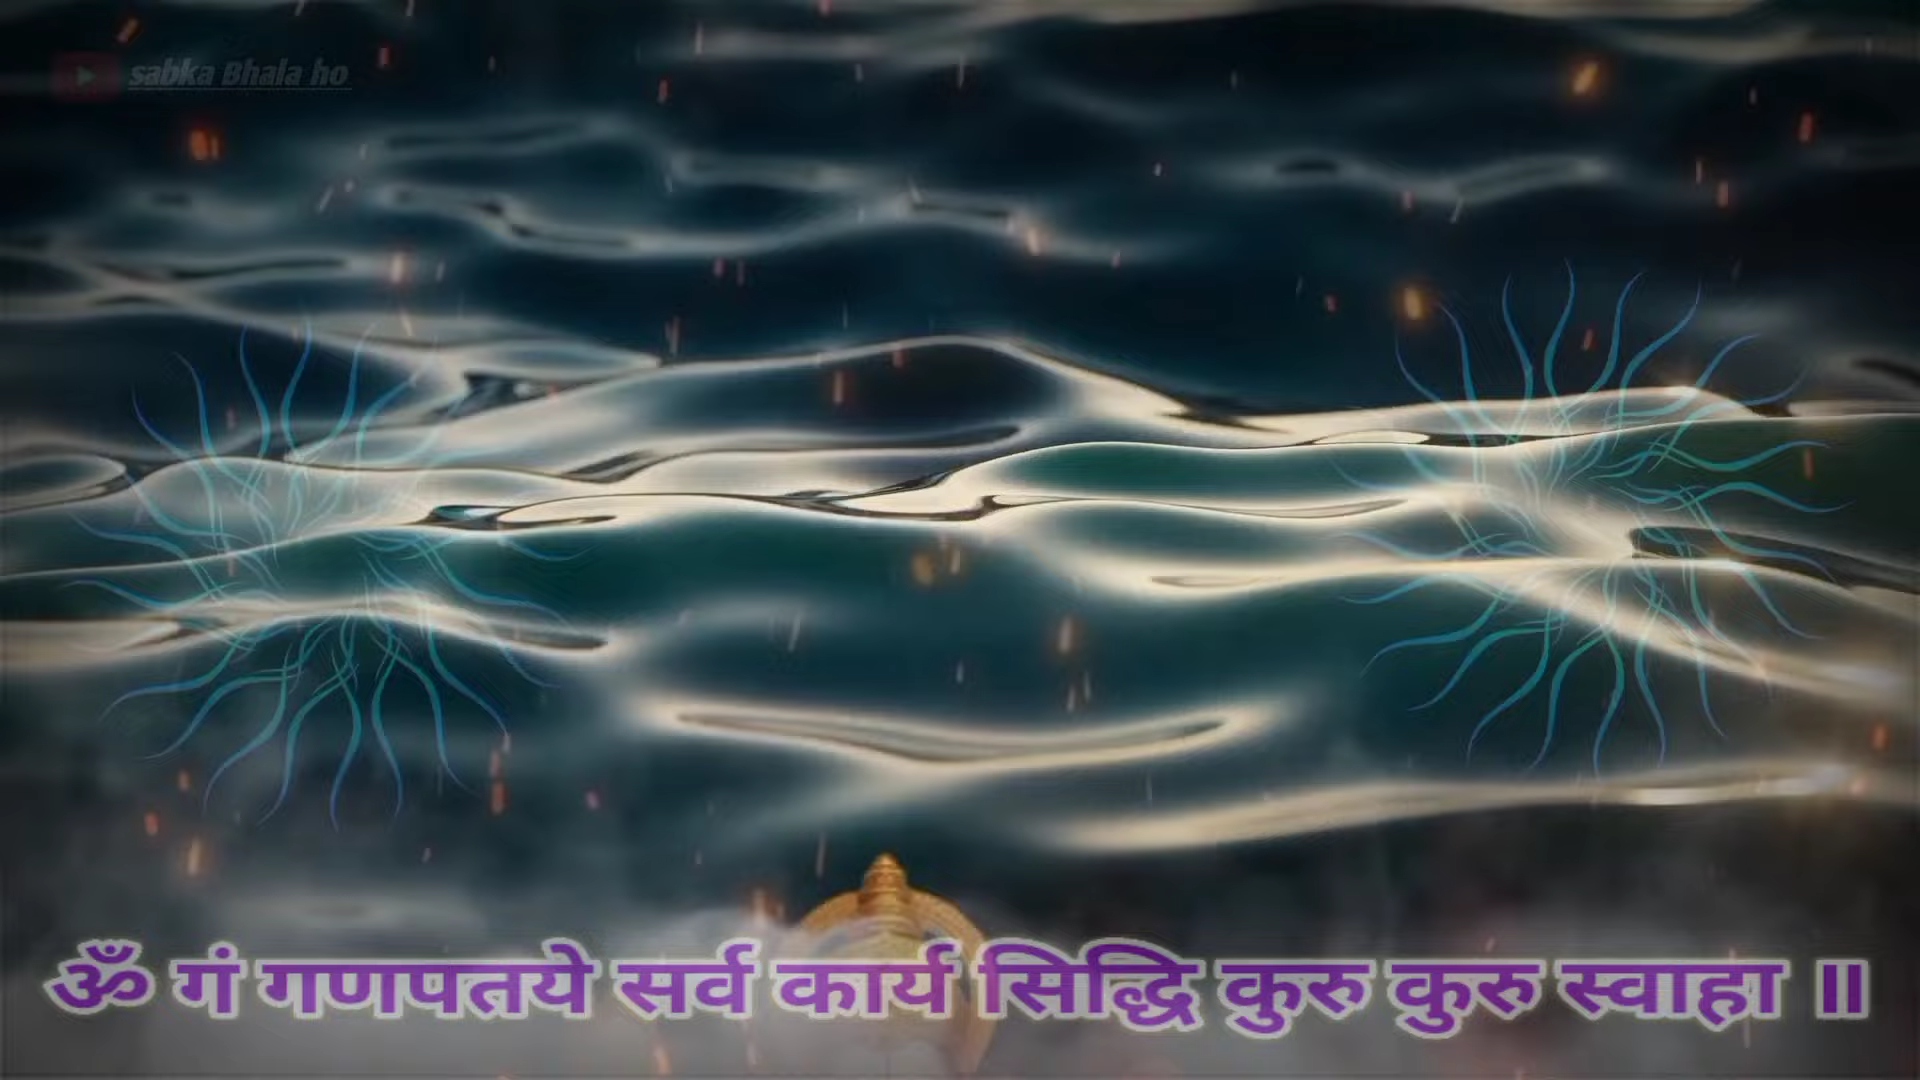 sabka Bhala ho
ॐ गं गणपतये सर्व कार्य सिद्धि कुरु कुरु स्वाहा ॥